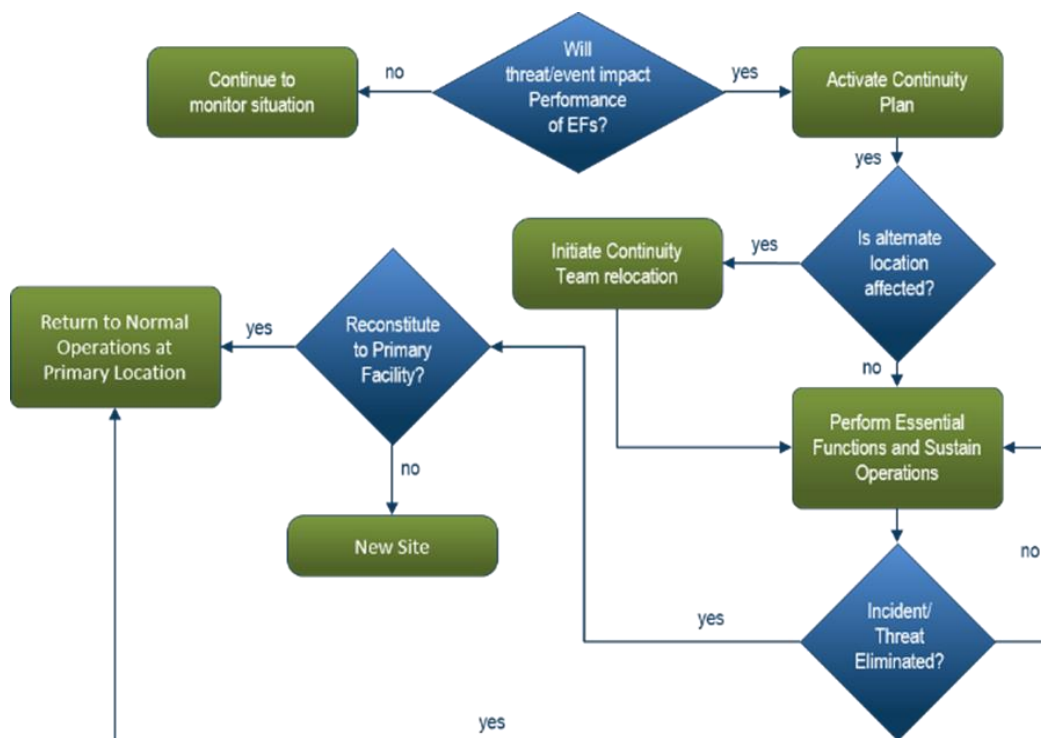 Will
threat/event impact
Performance
of EFs?
no
yes
Continue to
monitor situation
Activate Continuity
Plan
yes
Is alternate
location
affected?
yes
Initiate Continuity
Team relocation
no
Reconstitute
to Primary
Facility?
yes
Return to Normal
Operations at
Primary Location
no
New Site
Perform Essential
Functions and Sustain
Operations
no
Incident/
Threat
Eliminated?
yes
yes